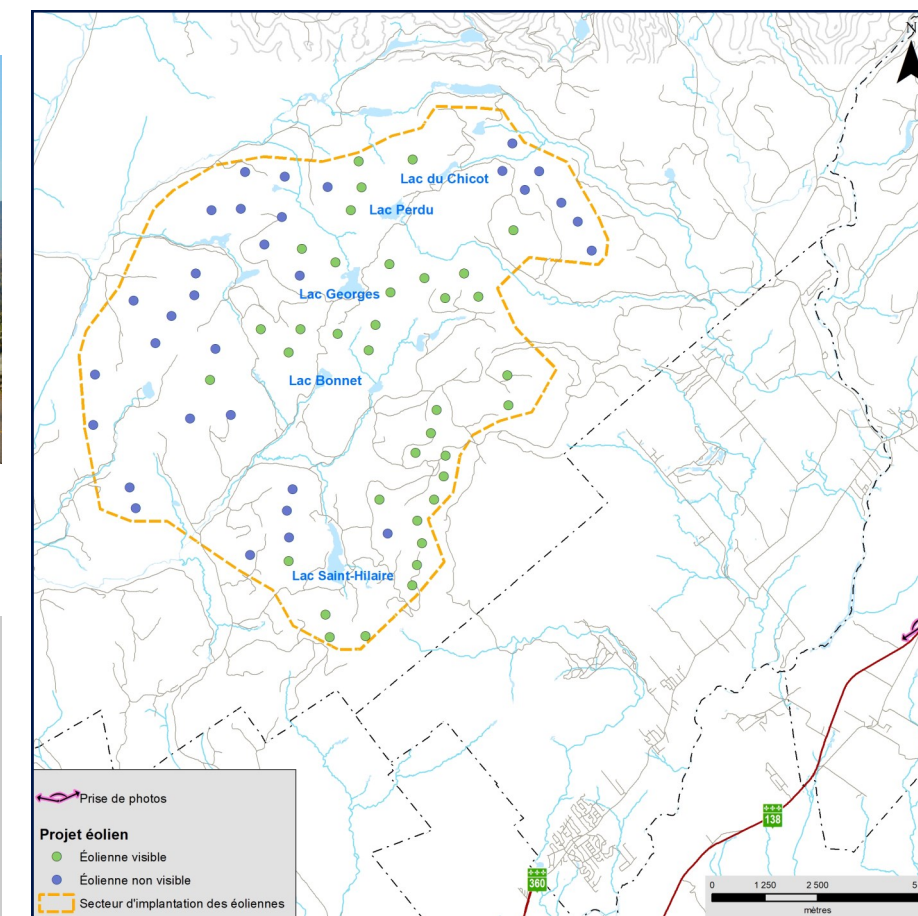 N
Lac du Chicot
Lac Perdu
Lac Georges
Lac Bonnet
Lac Saint-Hilaire
138
360
Prise de photos
Projet éolien
Éolienne visible
Éolienne non visible
Secteur d'implantation des éoliennes
0 1 250 2 500 5
mètres